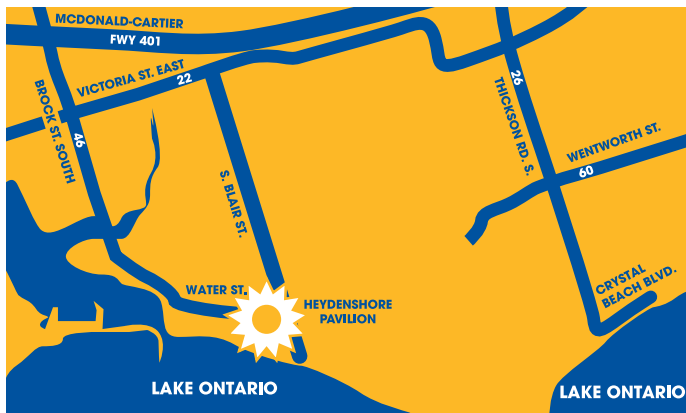 MCDONALD-CARTIER
FWY 401
VICTORIA ST. EAST
22
BROCK ST. SOUTH
46
S. BLAIR ST.
26
THICKSON RD. S.
WENTWORTH ST.
60
WATER ST.
HEYDENSHORE
PAVILION
CRYSTAL
BEACH BLVD.
LAKE ONTARIO
LAKE ONTARIO